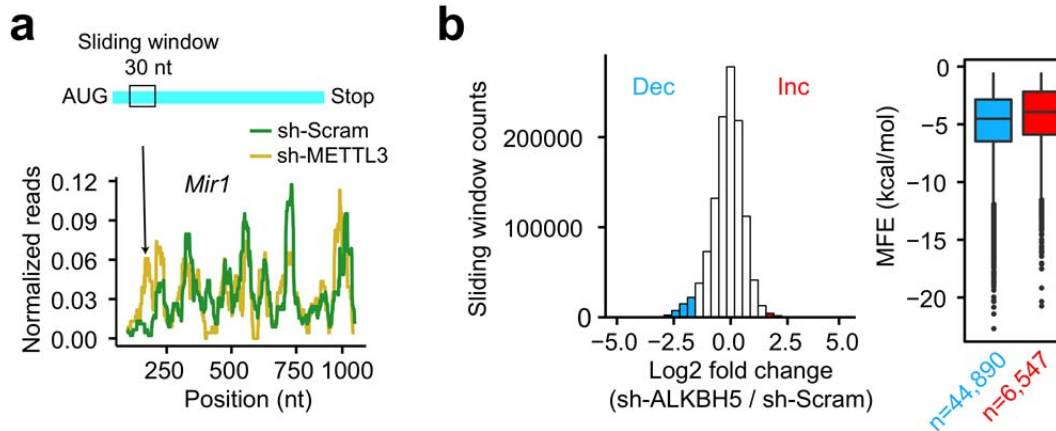 a
Sliding window
30 nt
AUG
Stop
sh-Scram
sh-METTL3
Mir1
0.12
0.09
0.06
0.03
0.00
Normalized reads
250
500
750
1000
Position (nt)
b
Dec
Inc
200000
100000
0
Sliding window counts
−5.0
−2.5
0.0
2.5
5.0
Log2 fold change
(sh-ALKBH5 / sh-Scram)
0
−5
−10
−15
−20
MFE (kcal/mol)
n=44,890
n=6,547